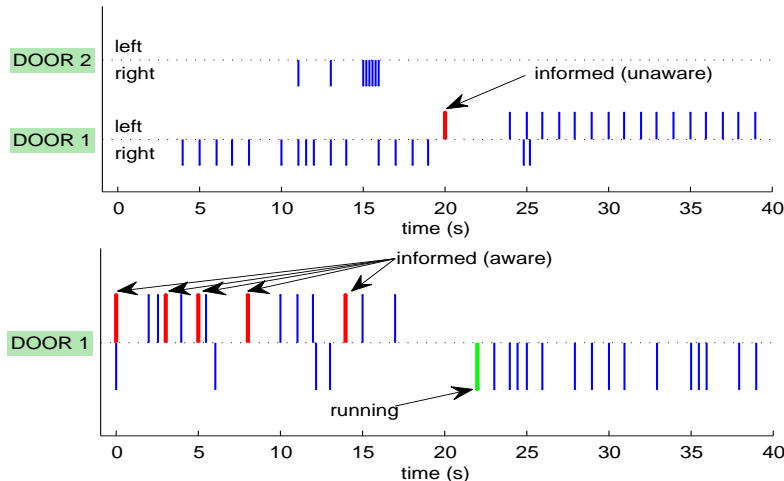 left
DOOR 2
right
informed (unaware)
left
DOOR 1
right
0 5 10 15 20 25 30 35 40
time (s)
informed (aware)
DOOR 1
running
0 5 10 15 20 25 30 35 40
time (s)